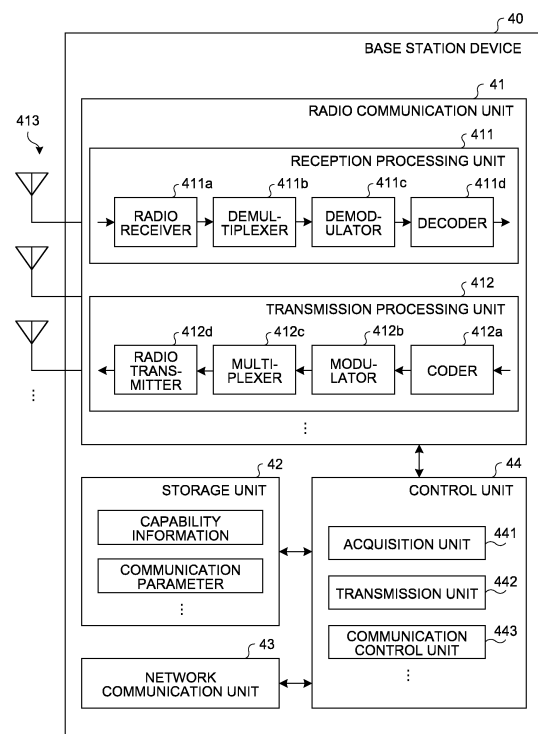 40
BASE STATION DEVICE
41
RADIO COMMUNICATION UNIT
413
411
RECEPTION PROCESSING UNIT
411a
411b
411c
411d
RADIO
RECEIVER
DEMUL-
TIPLEXER
DEMOD-
ULATOR
DECODER
412
TRANSMISSION PROCESSING UNIT
412d
412c
412b
412a
RADIO
TRANS-
MITTER
MULTI-
PLEXER
MODU-
LATOR
CODER
42
STORAGE UNIT
CAPABILITY
INFORMATION
COMMUNICATION
PARAMETER
43
NETWORK
COMMUNICATION UNIT
44
CONTROL UNIT
441
ACQUISITION UNIT
442
TRANSMISSION UNIT
443
COMMUNICATION
CONTROL UNIT